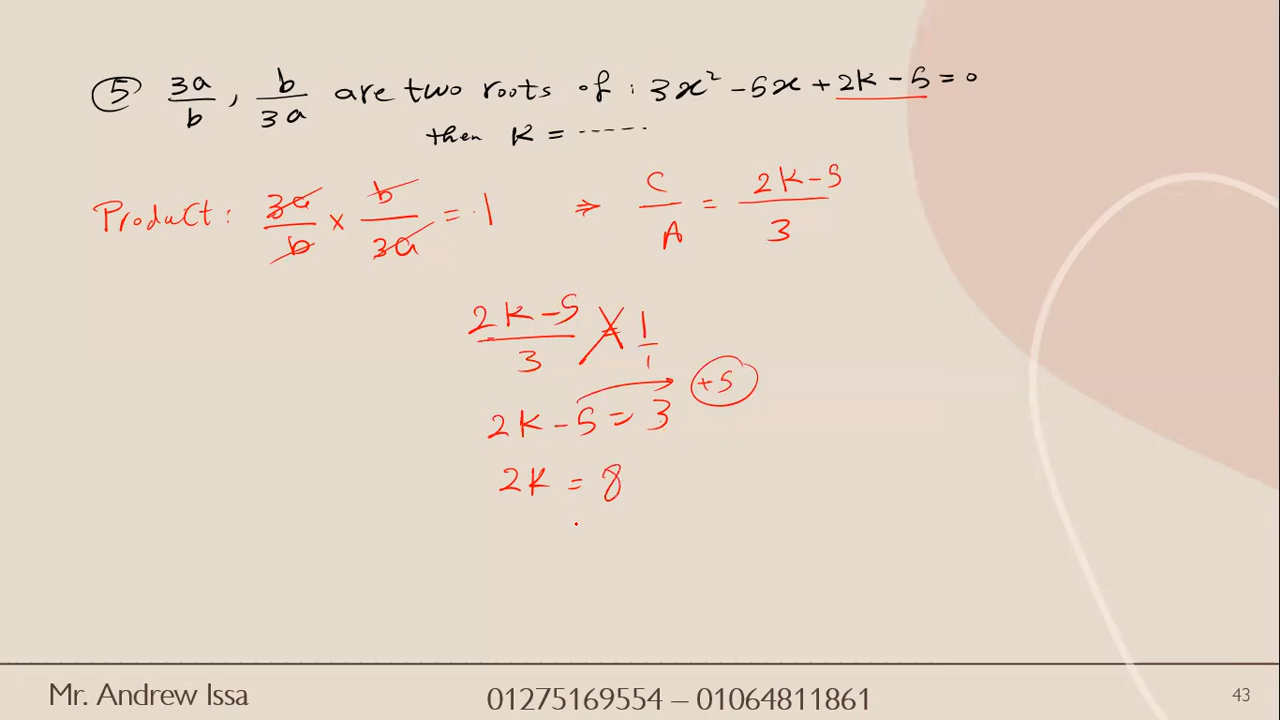 5 3a/b , b/3a are two roots of : 3x² - 5x + 2K - 5 = 0
then K = ------
Product: 3a/b × b/3a = 1 ⇒ C/A = 2K-5/3
2K-5/3 = 1/1
2K - 5 = 3 +5
2K = 8
Mr. Andrew Issa 01275169554 – 01064811861 43